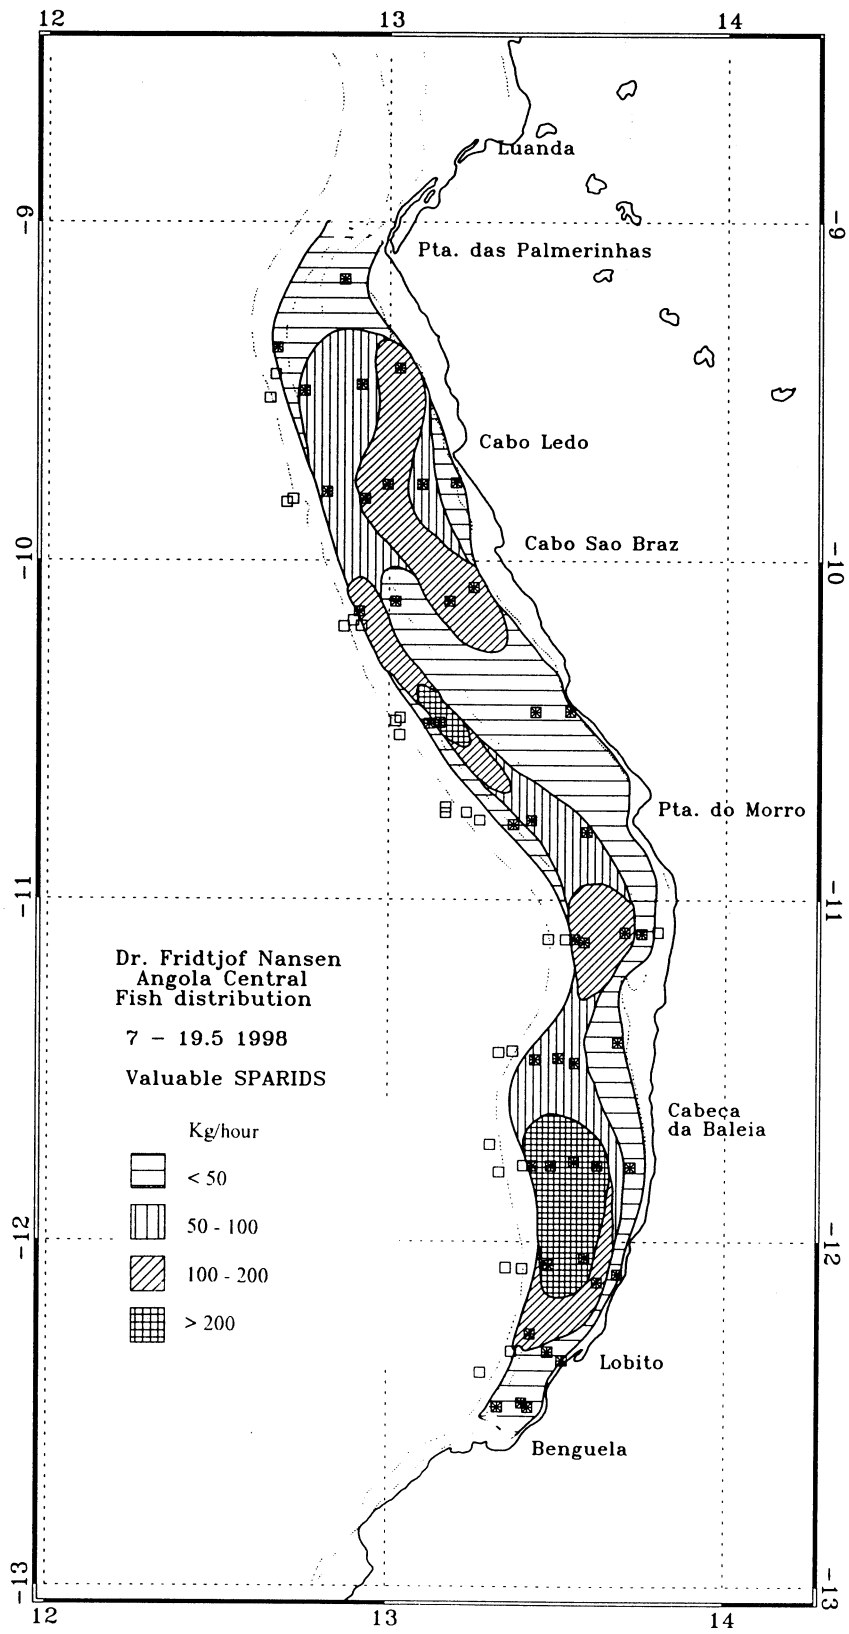 12 13 14
Luanda
-9 -9
Pta. das Palmerinhas
Cabo Ledo
Cabo Sao Braz
-10 -10
Pta. do Morro
-11 -11
Dr. Fridtjof Nansen
Angola Central
Fish distribution
7 - 19.5 1998
Valuable SPARIDS
Kg/hour
< 50
50 - 100
100 - 200
> 200
Cabeca
da Baleia
-12 -12
Lobito
Benguela
-13 -13
12 13 14